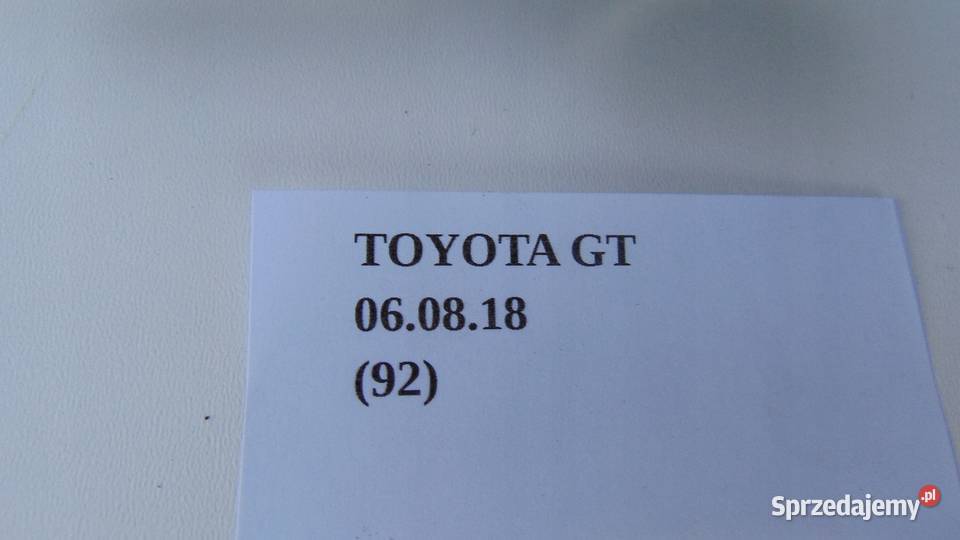 TOYOTA GT
06.08.18
(92)
Sprzedajemy.pl